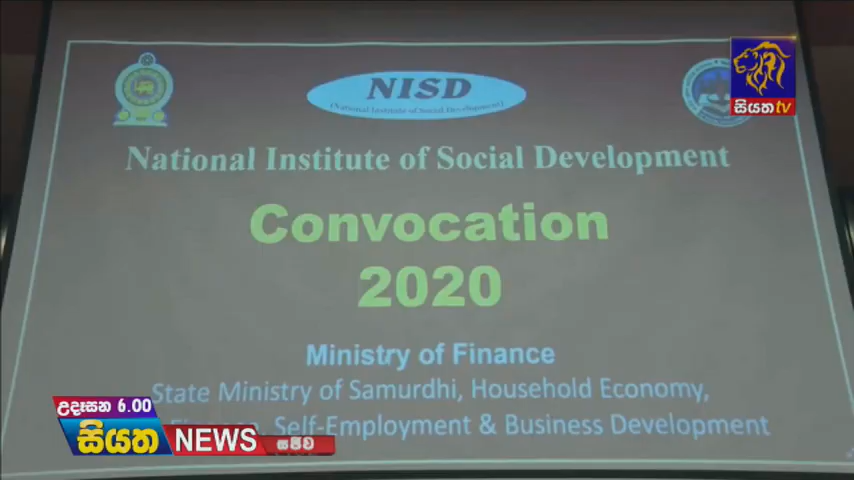 NISD
(National Institute of Social Development)
සියත tv
National Institute of Social Development
Convocation
2020
Ministry of Finance
State Ministry of Samurdhi, Household Economy,
Self-Employment & Business Development
උදෑසන 6.00
සියත NEWS
සජීව